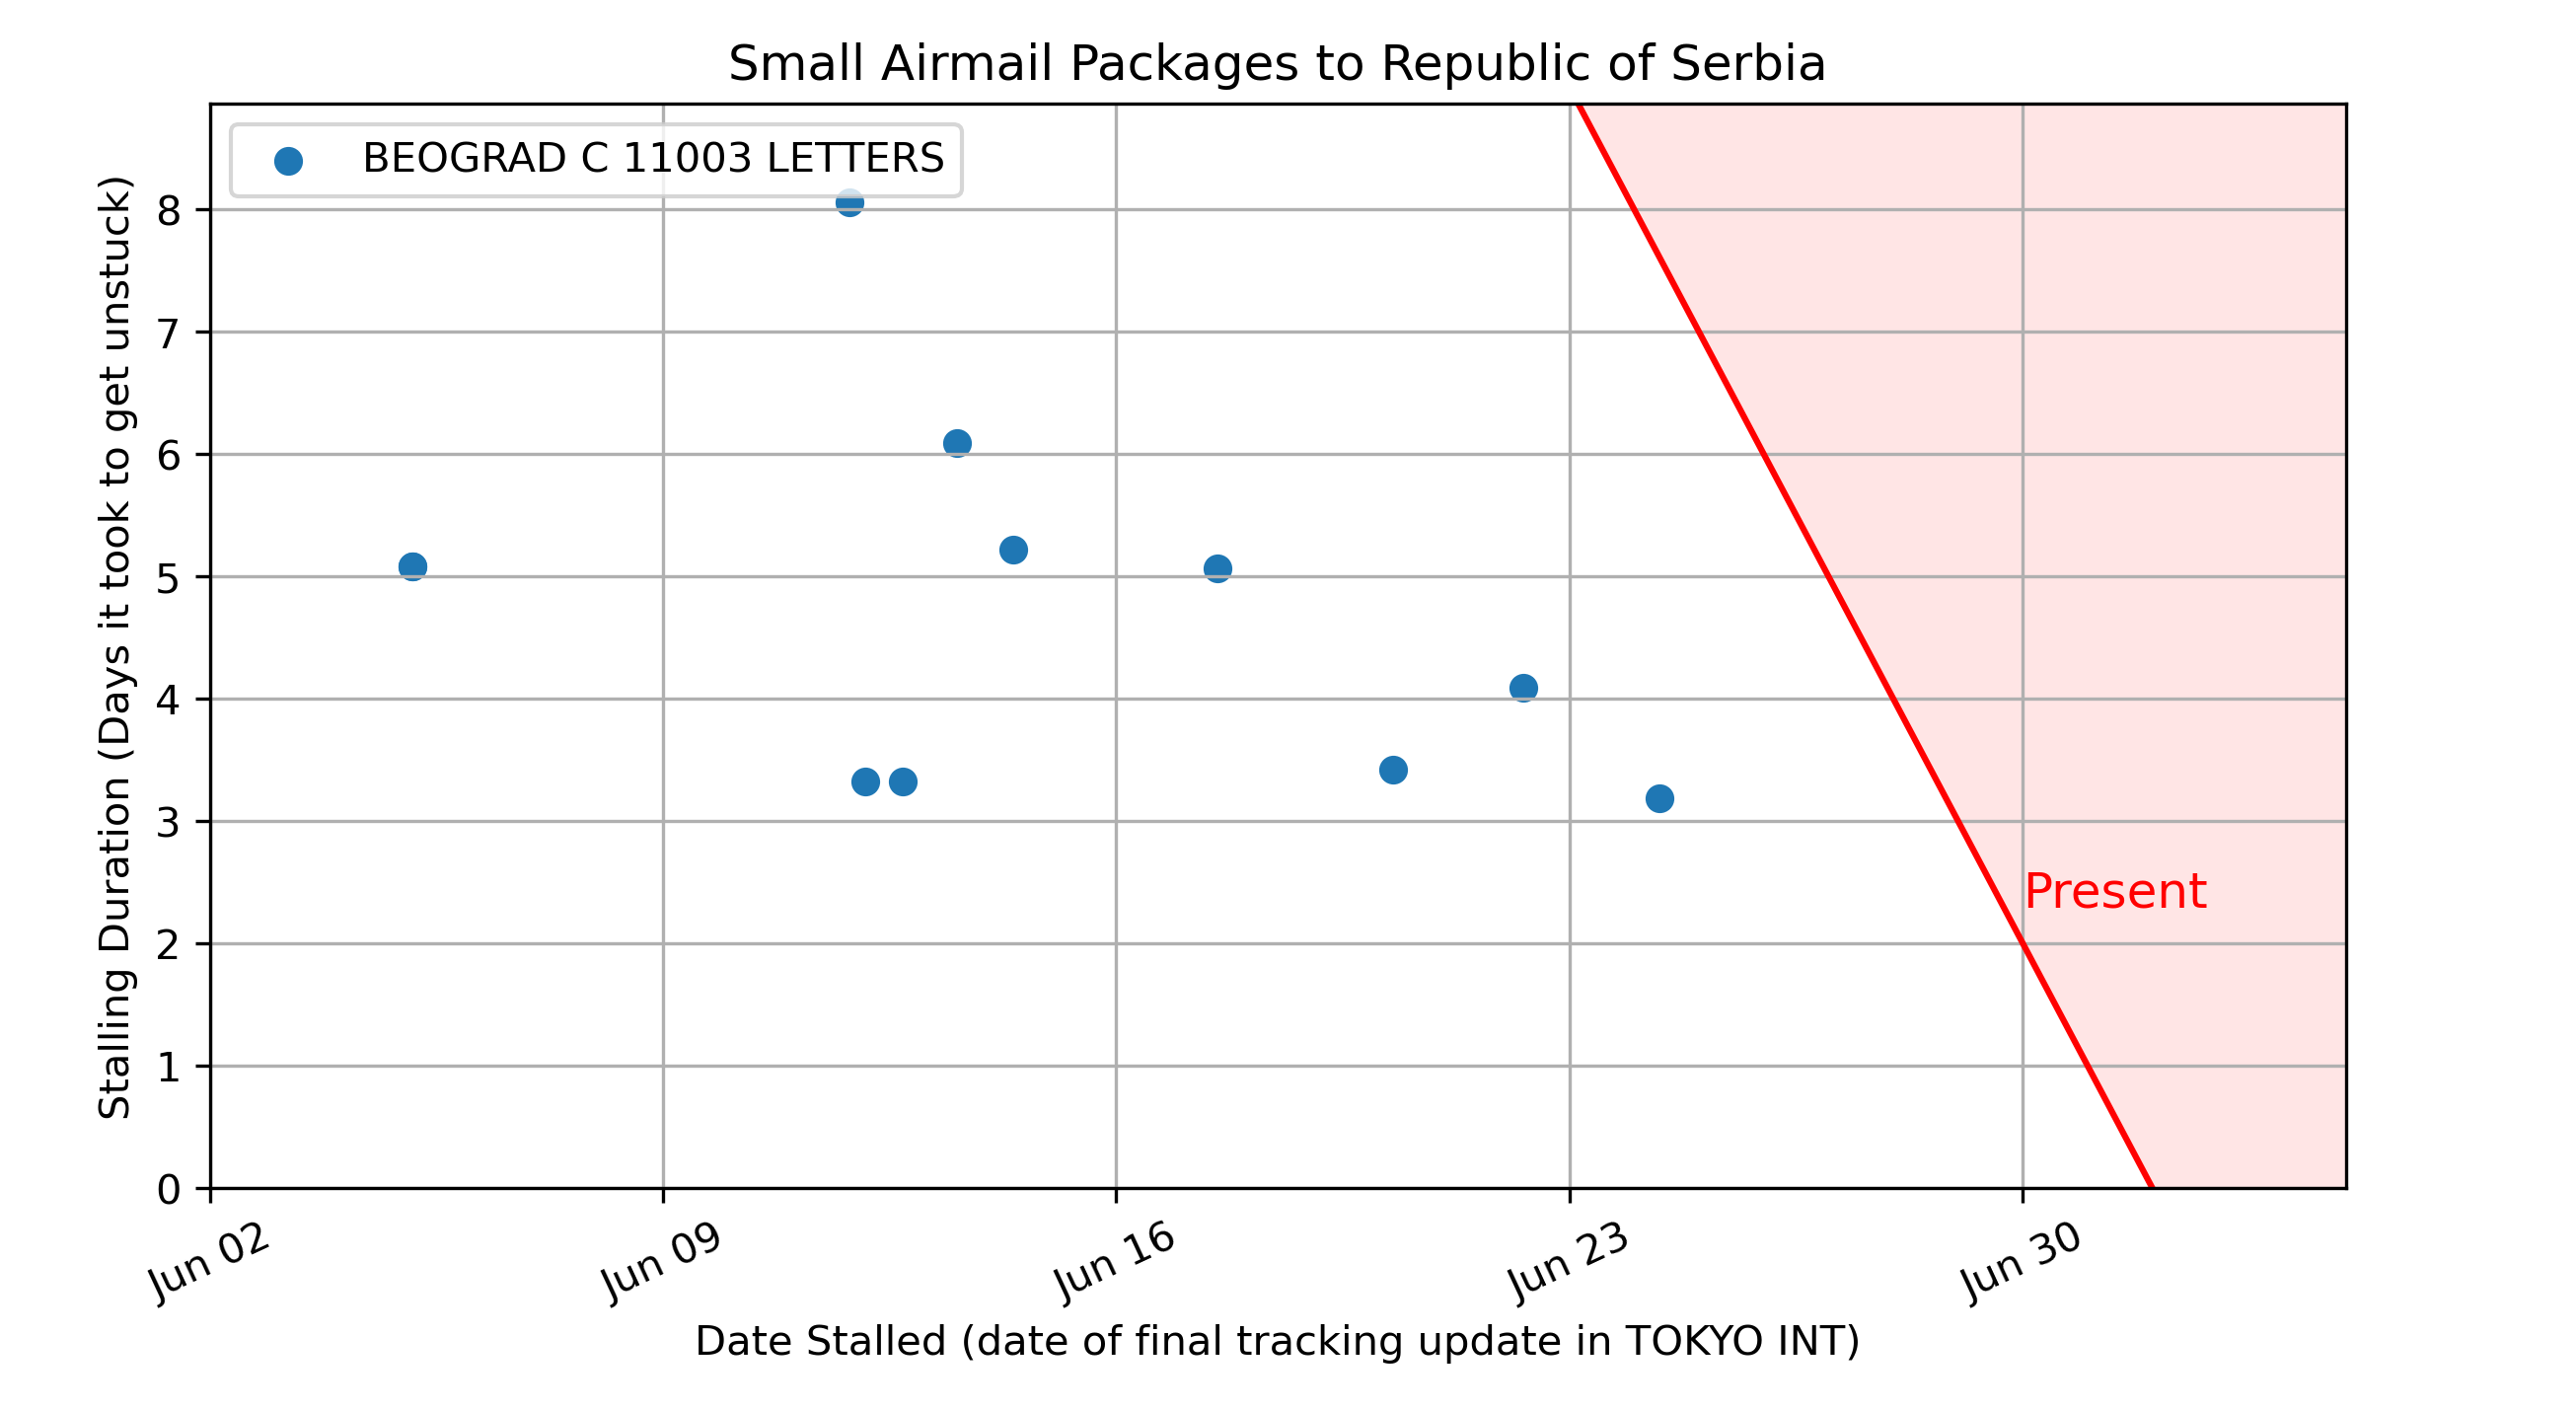 Small Airmail Packages to Republic of Serbia
BEOGRAD C 11003 LETTERS
Stalling Duration (Days it took to get unstuck)
8
7
6
5
4
3
2
1
0
Present
Jun 02
Jun 09
Jun 16
Jun 23
Jun 30
Date Stalled (date of final tracking update in TOKYO INT)